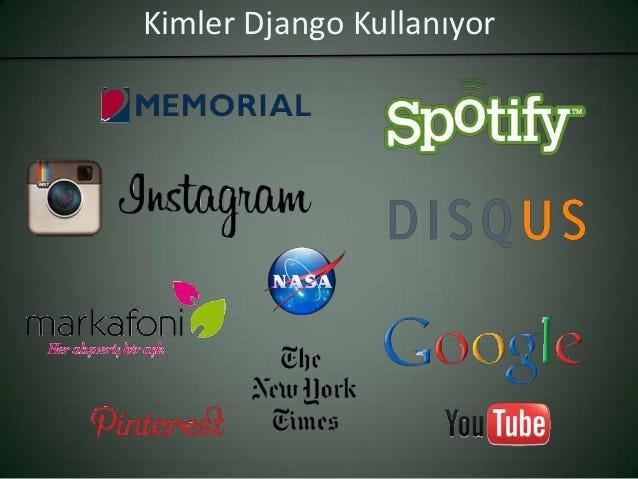 Kimler Django Kullanıyor
MEMORIAL
Spotify™
Instagram
DISQUS
NASA
markafoni
Her alışveriş bir aşk
Google
The
New York
Times
Pinterest
YouTube